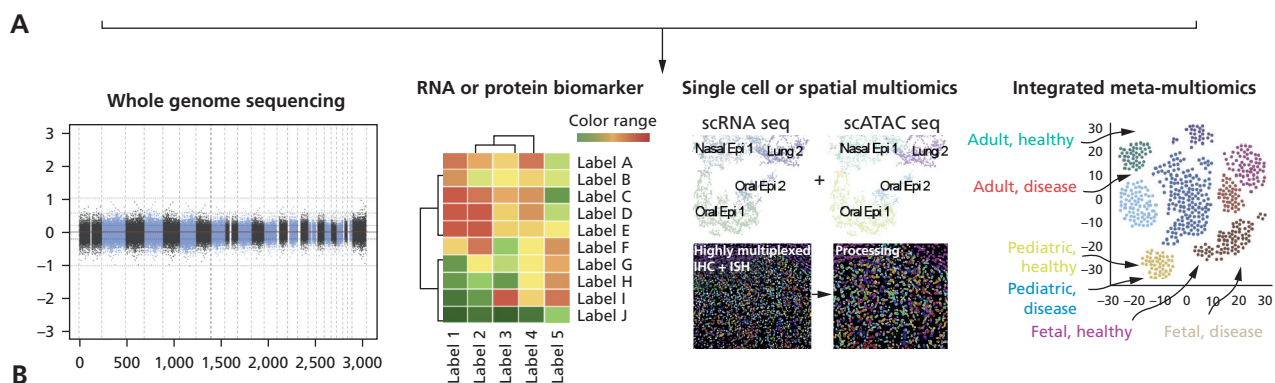 A
Whole genome sequencing
3
2
1
0
−1
−2
−3
0 500 1,000 1,500 2,000 2,500 3,000
RNA or protein biomarker
Color range
Label A
Label B
Label C
Label D
Label E
Label F
Label G
Label H
Label I
Label J
Label 1
Label 2
Label 3
Label 4
Label 5
Single cell or spatial multiomics
scRNA seq
scATAC seq
Nasal Epi 1
Lung 2
Oral Epi 2
Oral Epi 1
+
Nasal Epi 1
Lung 2
Oral Epi 2
Oral Epi 1
Highly multiplexed
IHC + ISH
Processing
Integrated meta-multiomics
Adult, healthy
Adult, disease
Pediatric,
healthy
Pediatric,
disease
Fetal, healthy
Fetal, disease
30
20
10
0
−10
−20
−30
−30 −20 −10 0 10 20 30
B